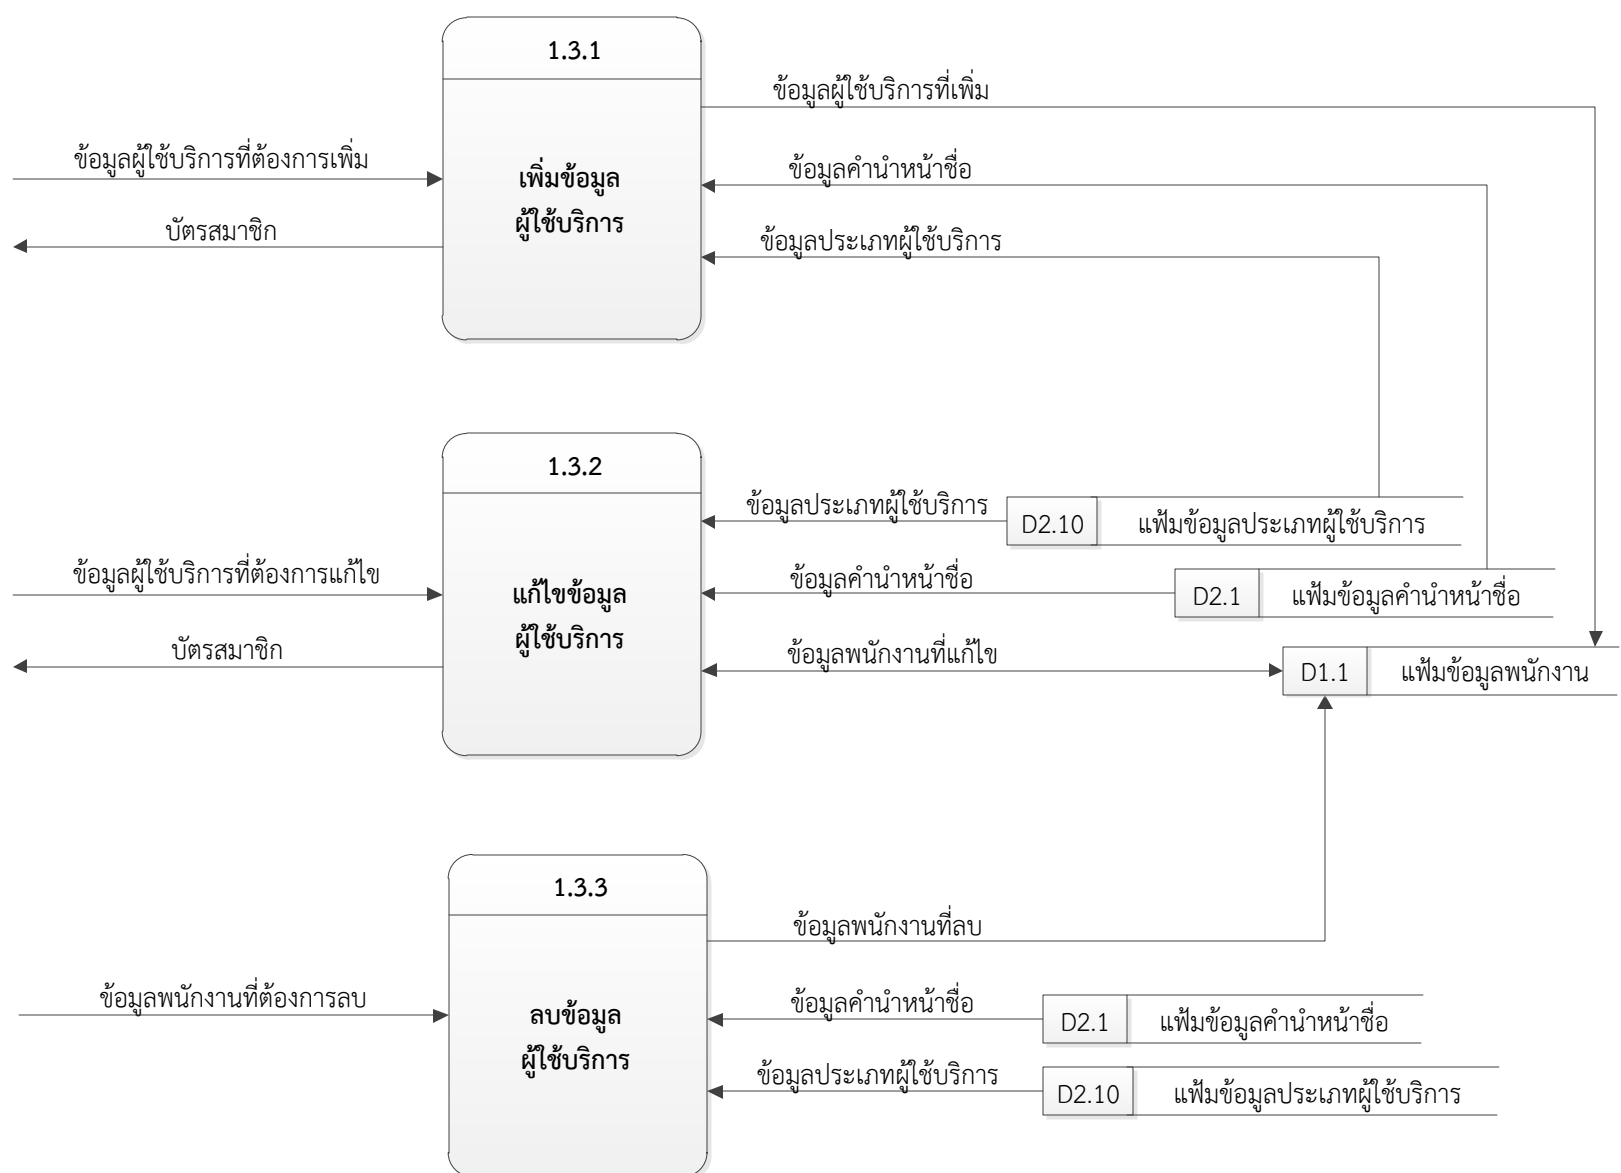 1.3.1
ข้อมูลผู้ใช้บริการที่เพิ่ม
ข้อมูลผู้ใช้บริการที่ต้องการเพิ่ม
เพิ่มข้อมูล
ผู้ใช้บริการ
ข้อมูลคำนำหน้าชื่อ
บัตรสมาชิก
ข้อมูลประเภทผู้ใช้บริการ
1.3.2
ข้อมูลประเภทผู้ใช้บริการ
D2.10 แฟ้มข้อมูลประเภทผู้ใช้บริการ
ข้อมูลผู้ใช้บริการที่ต้องการแก้ไข
แก้ไขข้อมูล
ผู้ใช้บริการ
ข้อมูลคำนำหน้าชื่อ
D2.1 แฟ้มข้อมูลคำนำหน้าชื่อ
บัตรสมาชิก
ข้อมูลพนักงานที่แก้ไข
D1.1 แฟ้มข้อมูลพนักงาน
1.3.3
ข้อมูลพนักงานที่ลบ
ข้อมูลพนักงานที่ต้องการลบ
ลบข้อมูล
ผู้ใช้บริการ
ข้อมูลคำนำหน้าชื่อ
D2.1 แฟ้มข้อมูลคำนำหน้าชื่อ
ข้อมูลประเภทผู้ใช้บริการ
D2.10 แฟ้มข้อมูลประเภทผู้ใช้บริการ